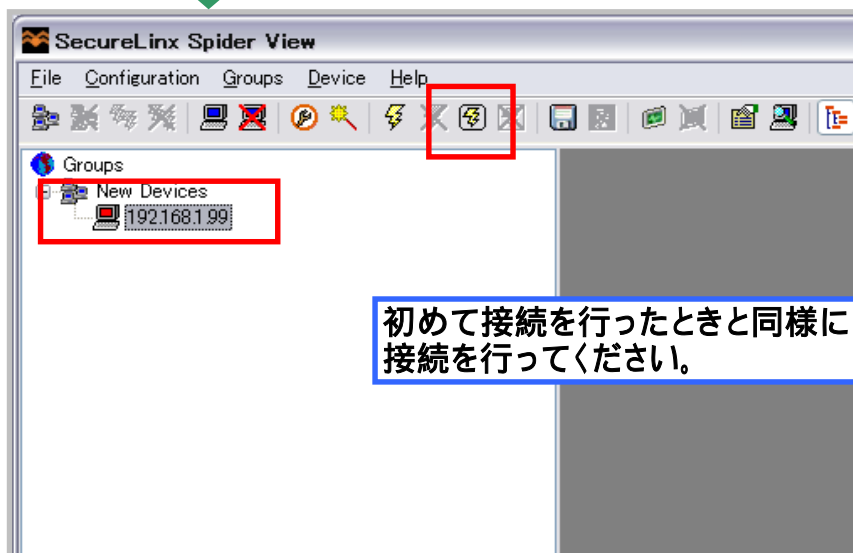 SecureLinx Spider View
File Configuration Groups Device Help
Groups
New Devices
192.168.1.99
初めて接続を行ったときと同様に
接続を行ってください。